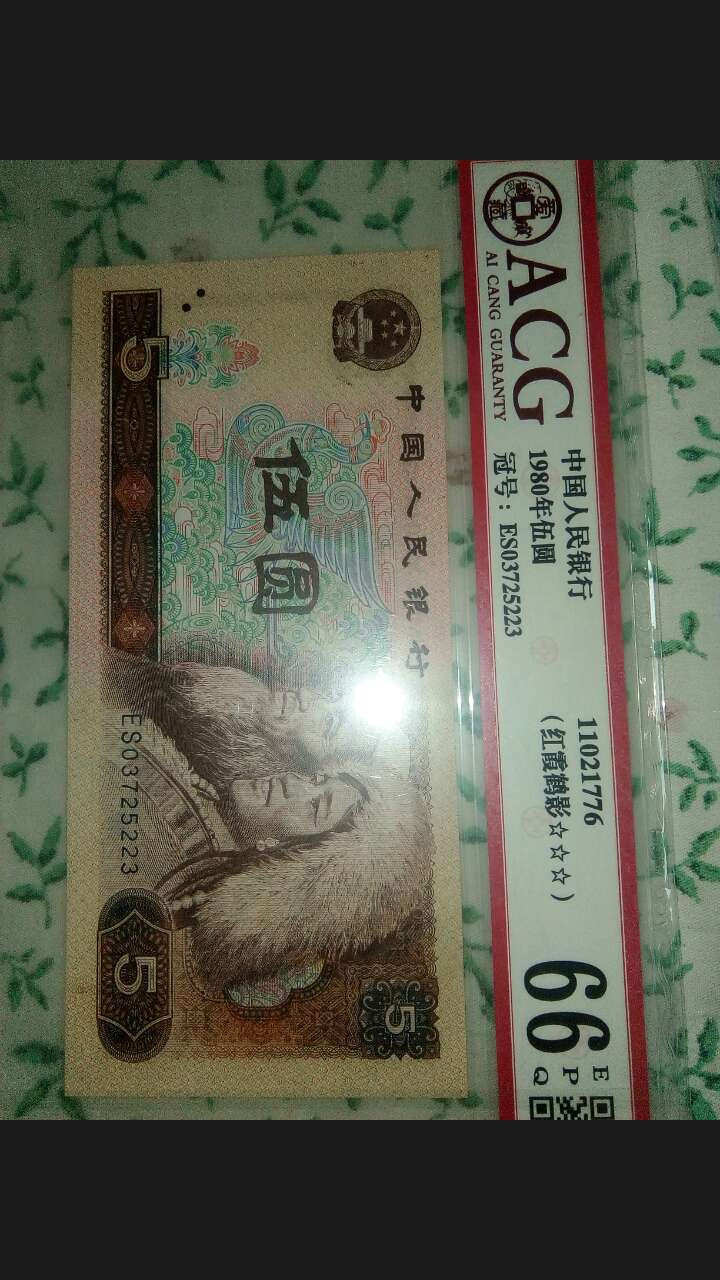 愛藏
ACG
AI CANG GUARANTY
中国人民银行
1980年伍圆
冠号：ES03725223
11021776
（红霞鹤影☆☆☆）
66
E
P
Q
中国人民银行
伍圆
5
5
5
ES03725223